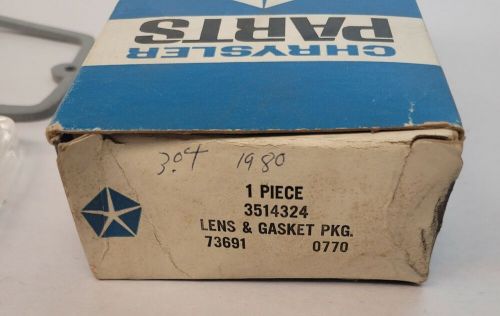 CHRYSLER
PARTS
3.04 1980
1 PIECE
3514324
LENS & GASKET PKG.
73691 0770